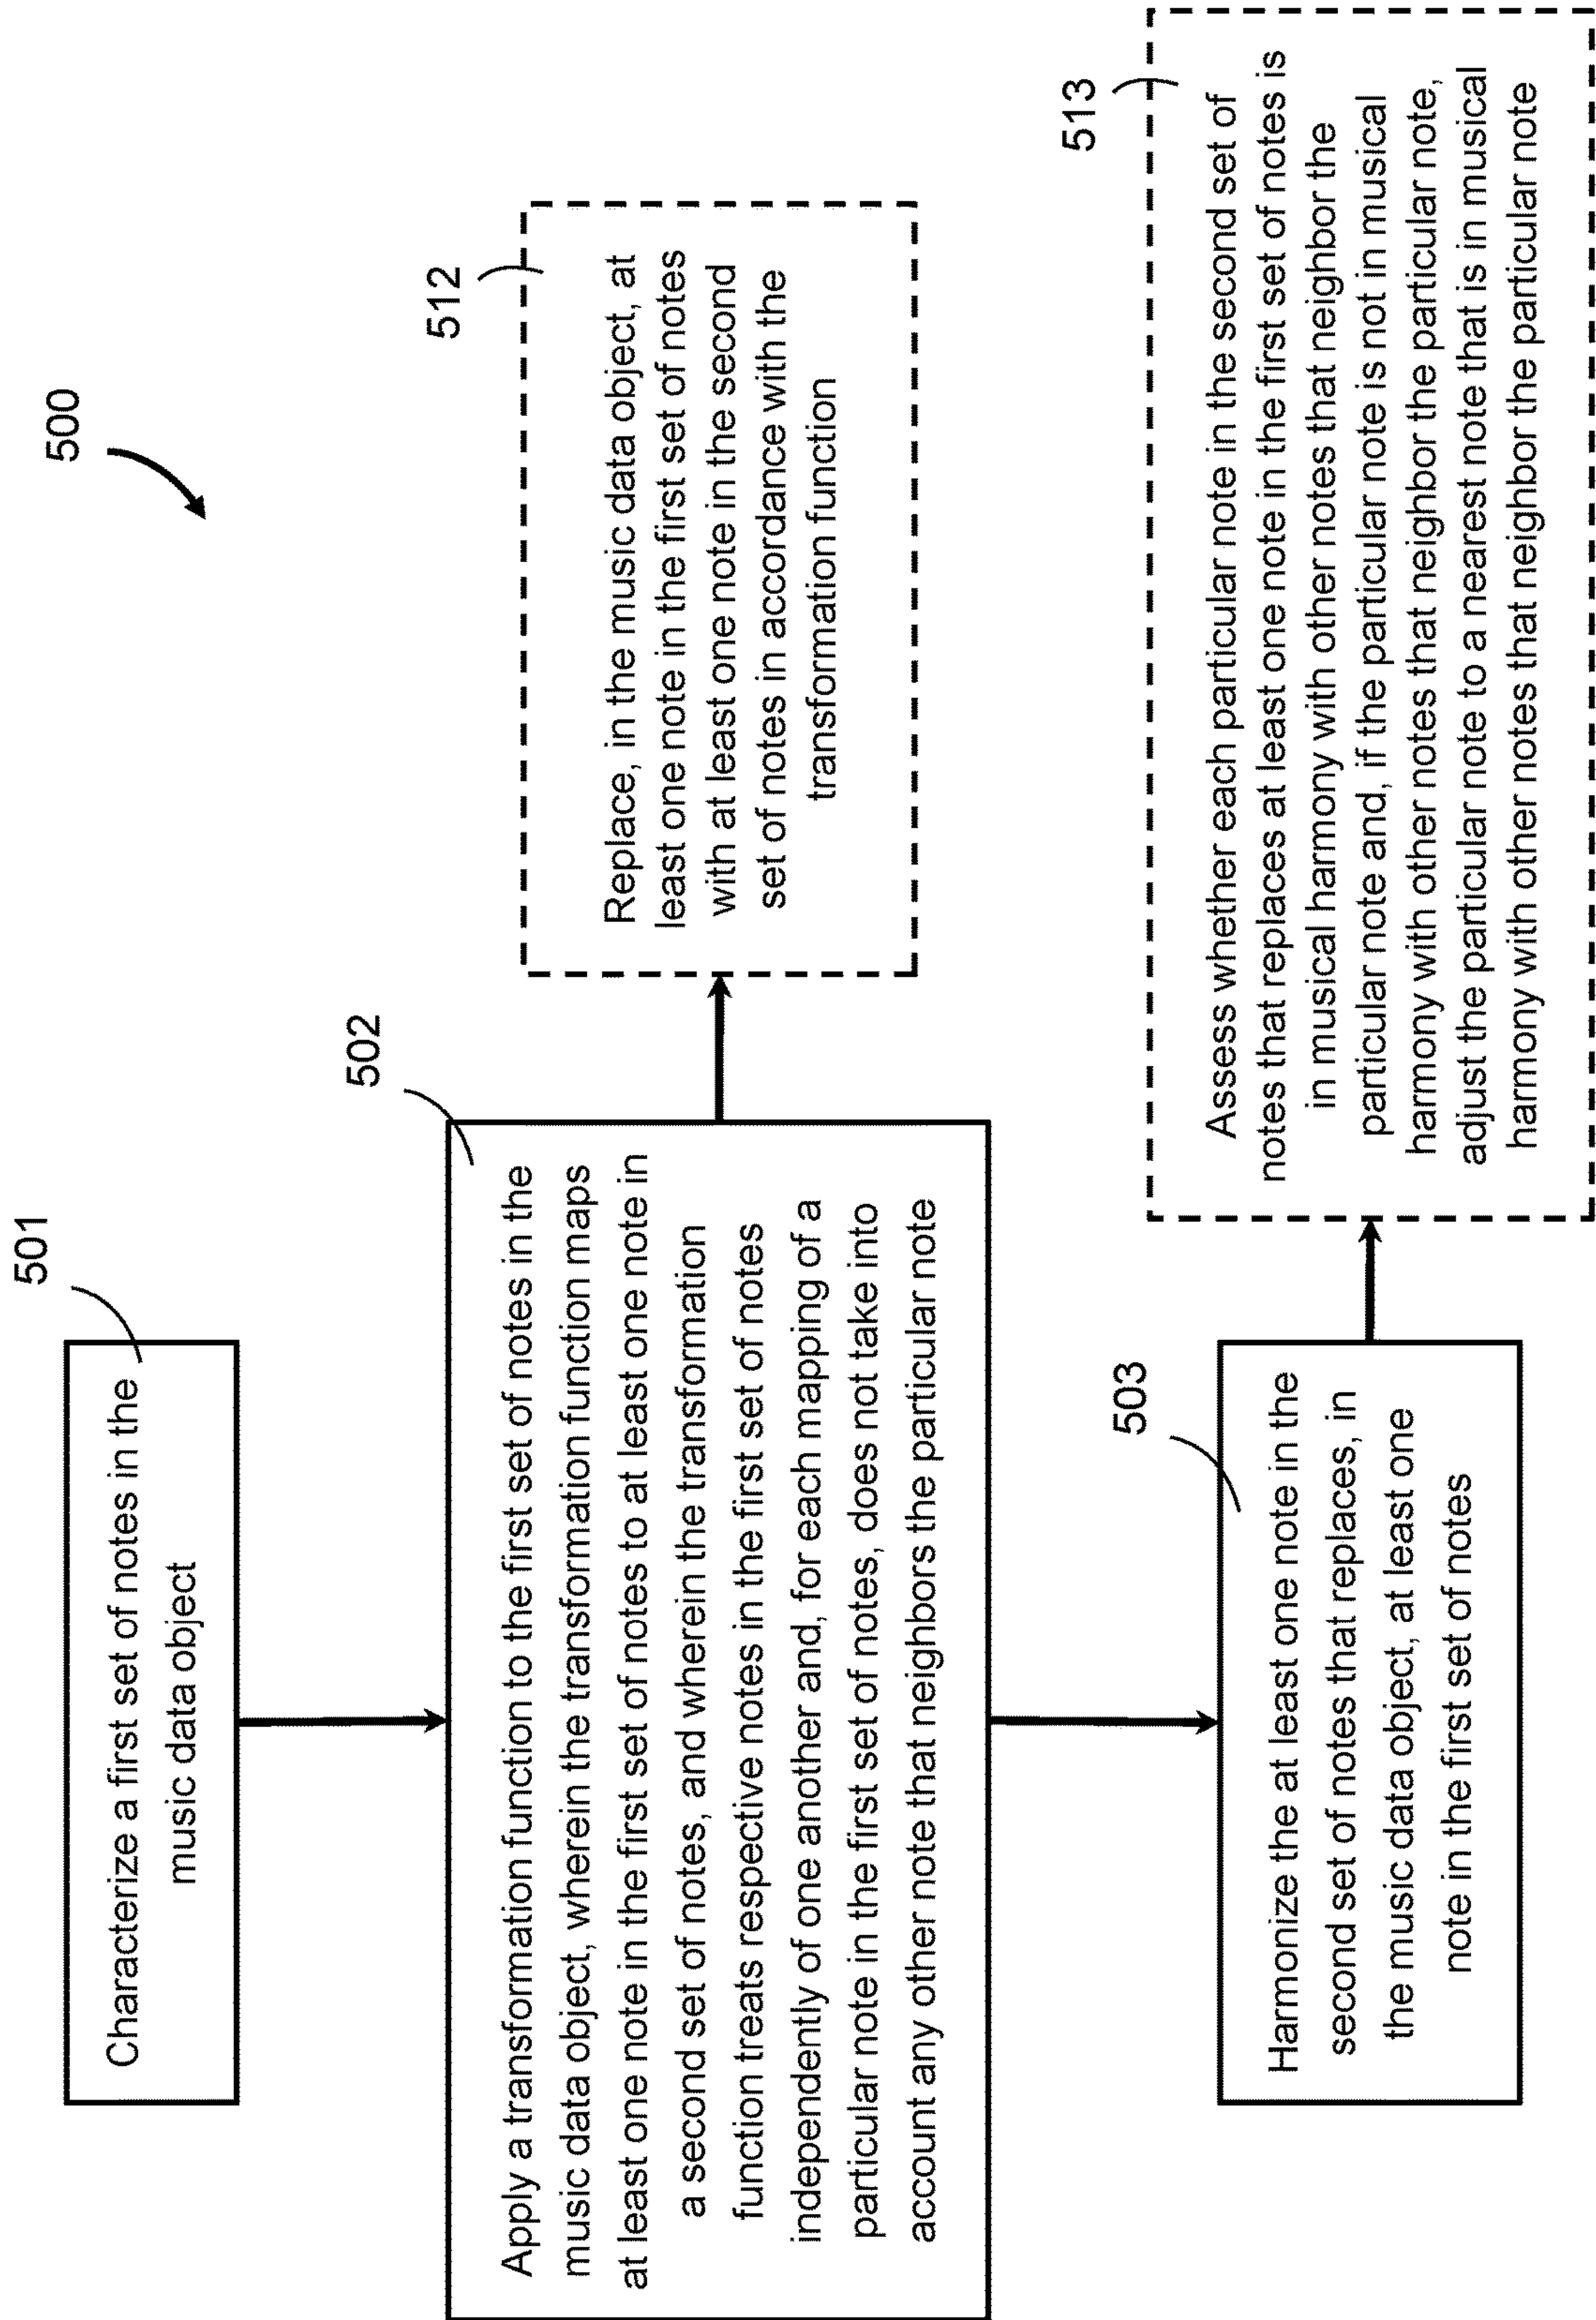 500
501
Characterize a first set of notes in the
music data object
502
Apply a transformation function to the first set of notes in the
music data object, wherein the transformation function maps
at least one note in the first set of notes to at least one note in
a second set of notes, and wherein the transformation
function treats respective notes in the first set of notes
independently of one another and, for each mapping of a
particular note in the first set of notes, does not take into
account any other note that neighbors the particular note
512
Replace, in the music data object, at
least one note in the first set of notes
with at least one note in the second
set of notes in accordance with the
transformation function
503
Harmonize the at least one note in the
second set of notes that replaces, in
the music data object, at least one
note in the first set of notes
513
Assess whether each particular note in the second set of
notes that replaces at least one note in the first set of notes is
in musical harmony with other notes that neighbor the
particular note and, if the particular note is not in musical
harmony with other notes that neighbor the particular note,
adjust the particular note to a nearest note that is in musical
harmony with other notes that neighbor the particular note